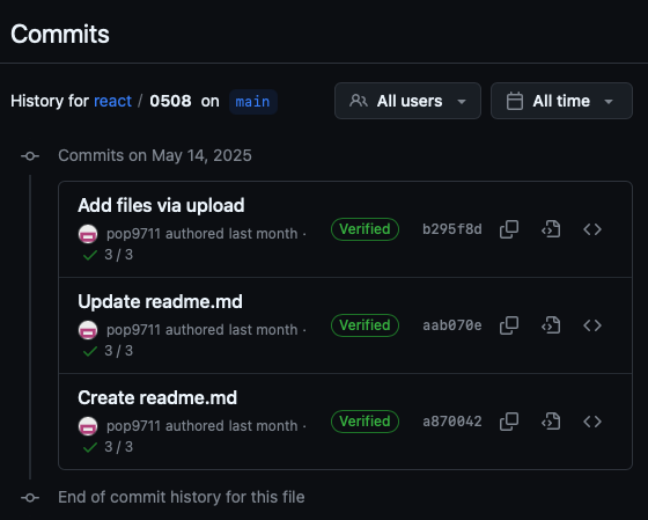 Commits
History for react / 0508 on main
All users
All time
Commits on May 14, 2025
Add files via upload
pop9711 authored last month ·
3 / 3
Verified
b295f8d
Update readme.md
pop9711 authored last month ·
3 / 3
Verified
aab070e
Create readme.md
pop9711 authored last month ·
3 / 3
Verified
a870042
End of commit history for this file